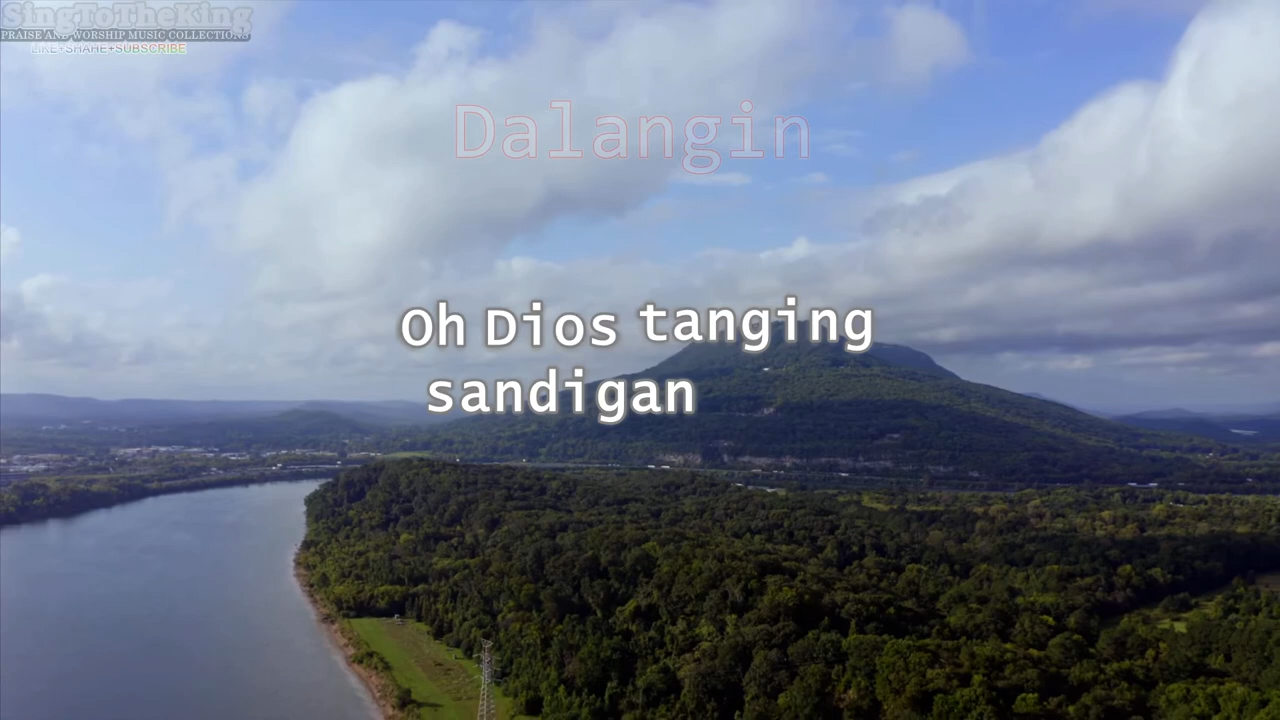 SingToTheKing
PRAISE AND WORSHIP MUSIC COLLECTIONS
LIKE+SHARE+SUBSCRIBE
Dalangin
Oh Dios tanging
sandigan